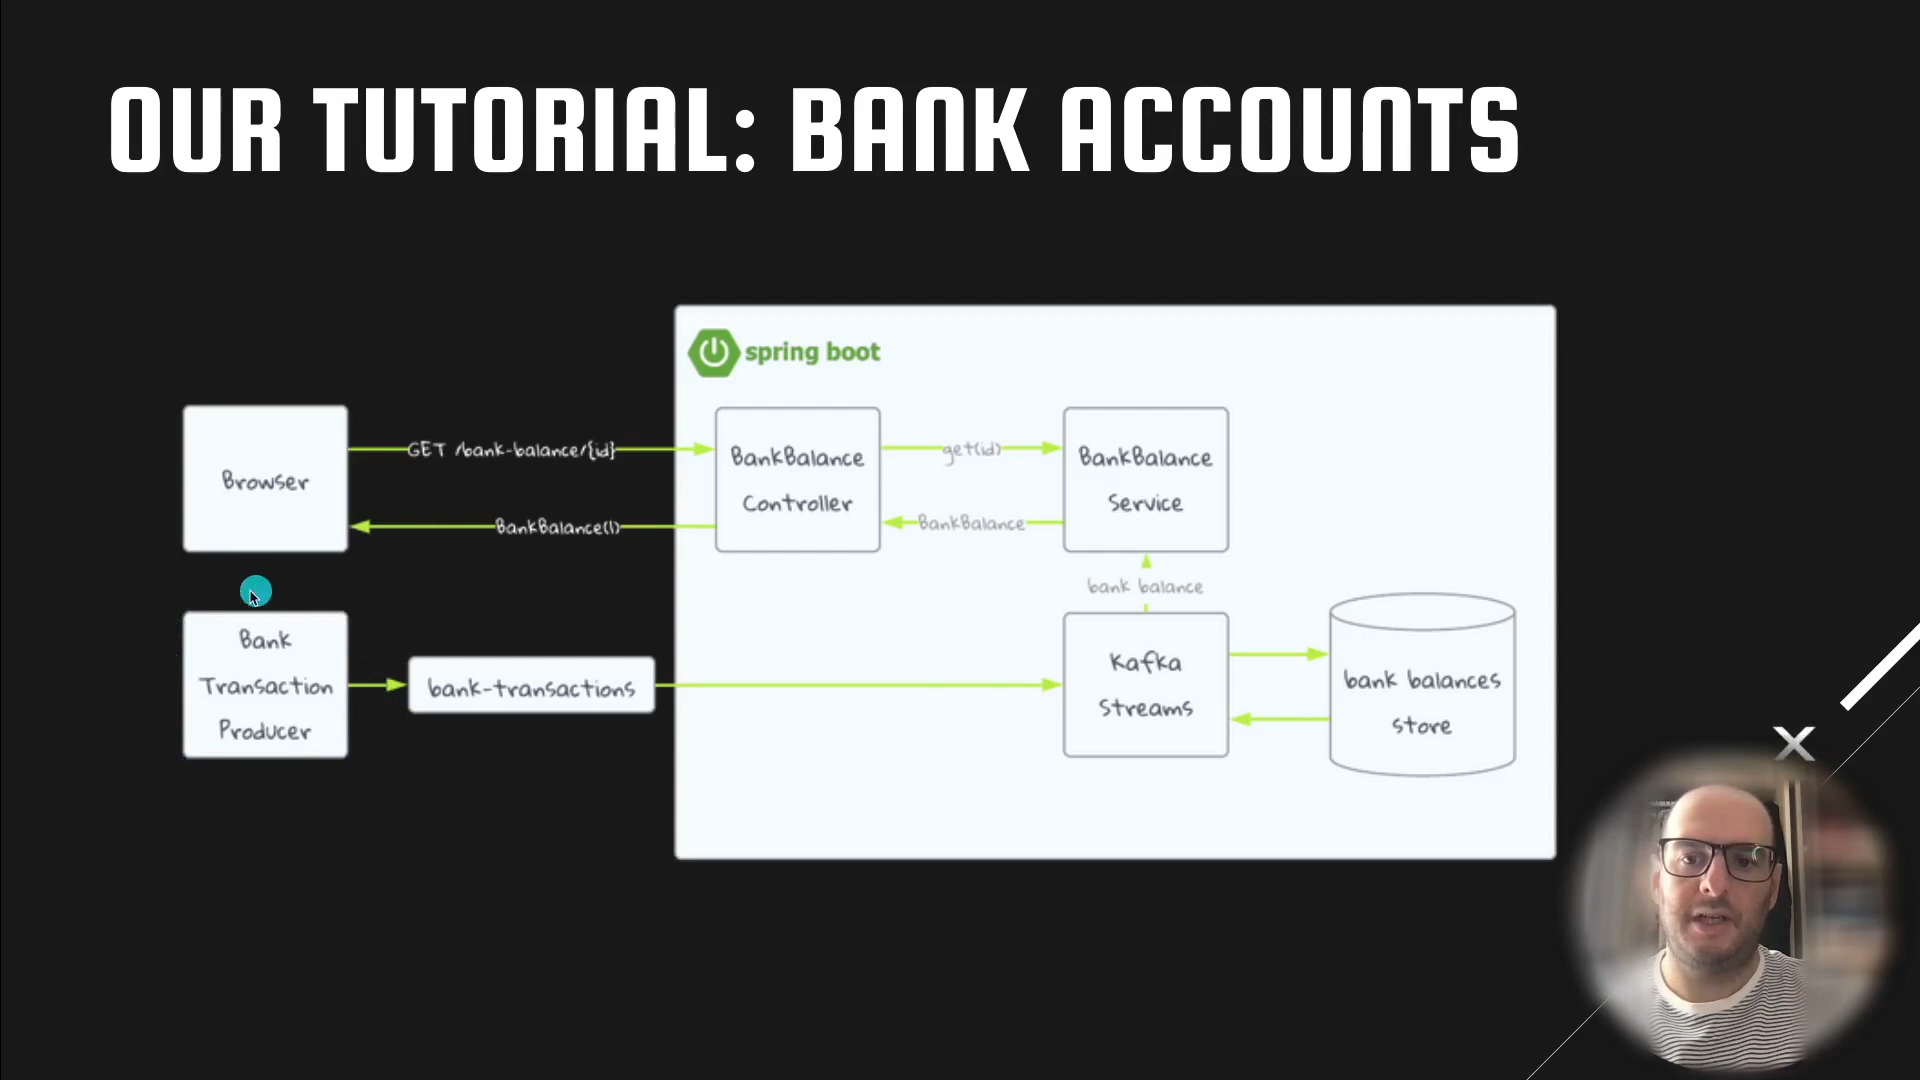 OUR TUTORIAL: BANK ACCOUNTS
spring boot
Browser
GET /bank-balance/{id}
BankBalance
Controller
get(id)
BankBalance
Service
BankBalance(1)
BankBalance
bank balance
Bank
Transaction
Producer
bank-transactions
Kafka
Streams
bank balances
store